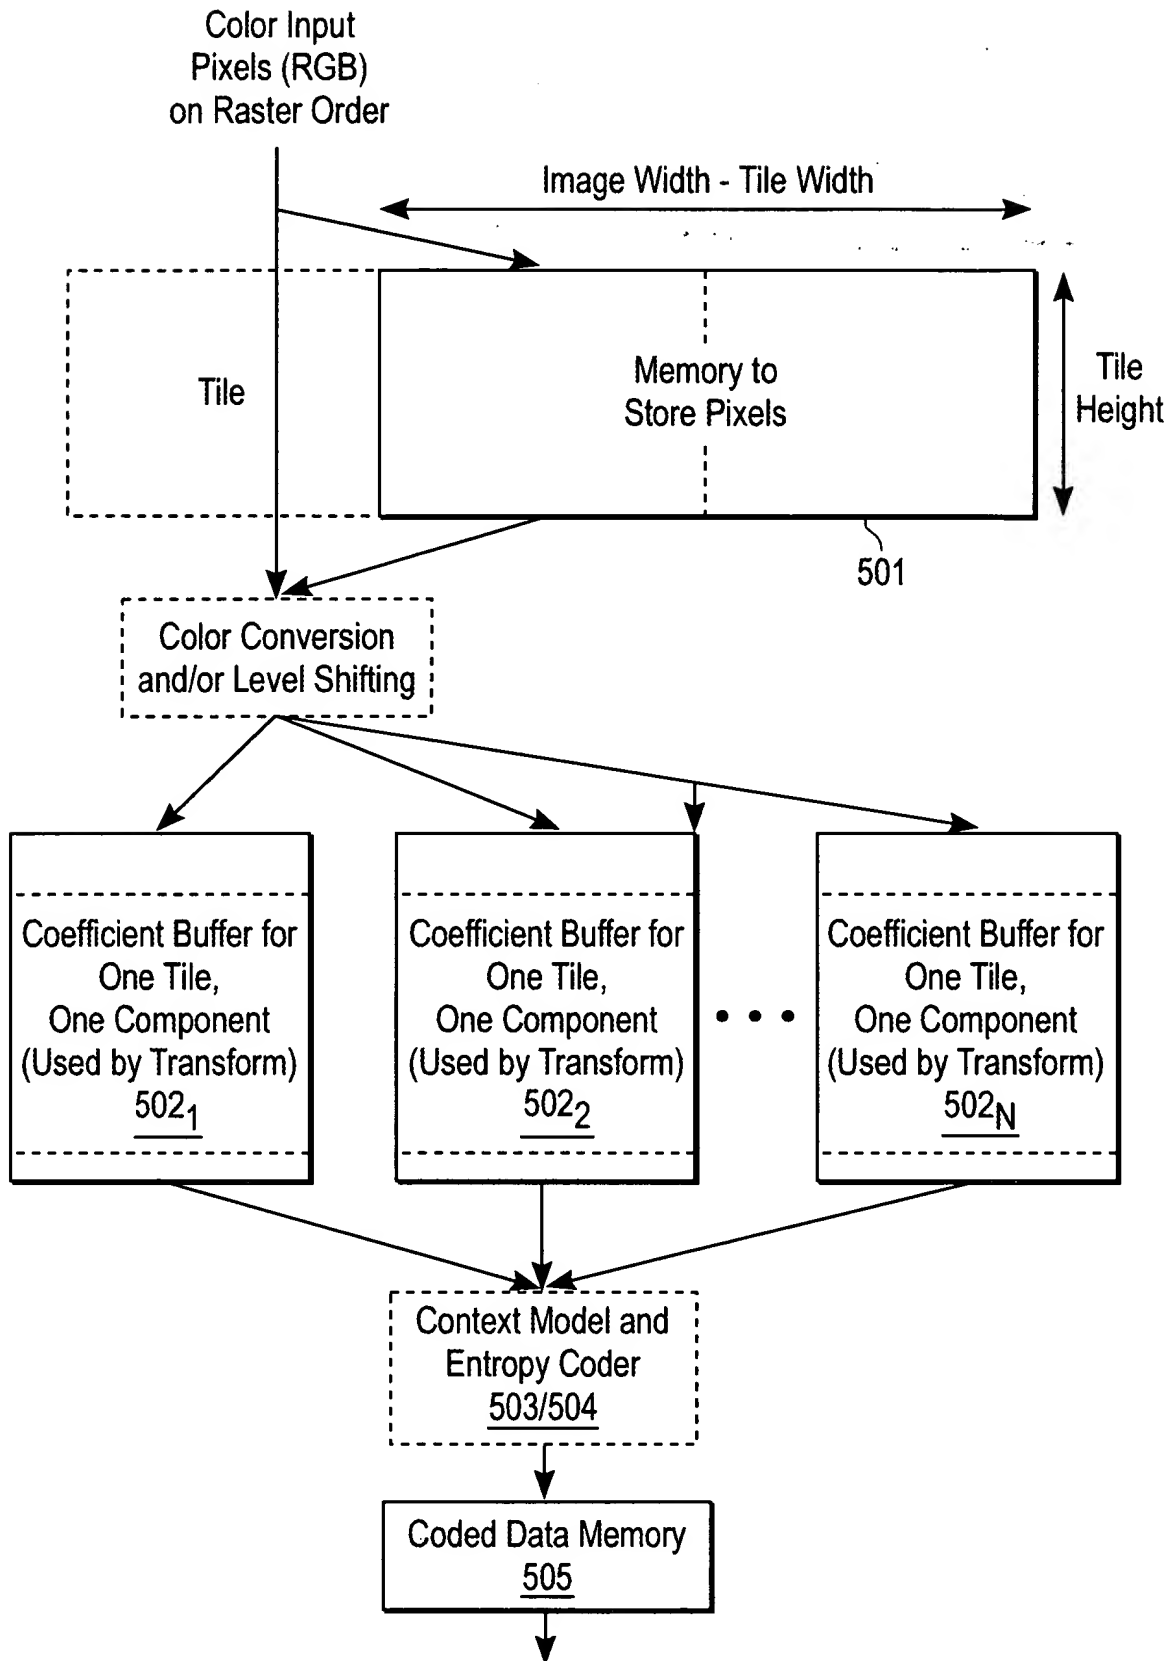 Color Input
Pixels (RGB)
on Raster Order
Image Width - Tile Width
Tile
Memory to
Store Pixels
Tile
Height
501
Color Conversion
and/or Level Shifting
Coefficient Buffer for
One Tile,
One Component
(Used by Transform)
502₁
Coefficient Buffer for
One Tile,
One Component
(Used by Transform)
502₂
Coefficient Buffer for
One Tile,
One Component
(Used by Transform)
502N
Context Model and
Entropy Coder
503/504
Coded Data Memory
505